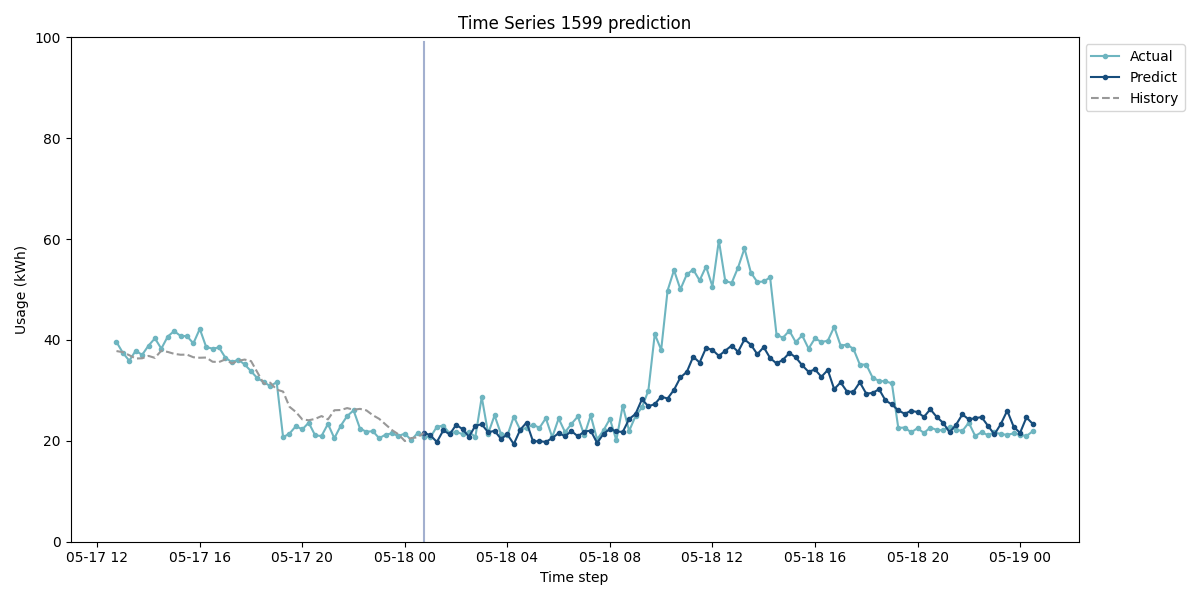 Time Series 1599 prediction
Usage (kWh)
100
80
60
40
20
0
05-17 12
05-17 16
05-17 20
05-18 00
05-18 04
05-18 08
05-18 12
05-18 16
05-18 20
05-19 00
Time step
Actual
Predict
History